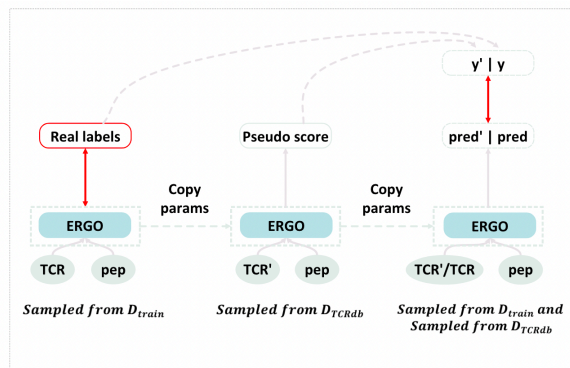 y' | y
Real labels
Pseudo score
pred' | pred
Copy
params
Copy
params
ERGO
ERGO
ERGO
TCR
pep
TCR'
pep
TCR'/TCR
pep
Sampled from D_train
Sampled from D_TCRdb
Sampled from D_train and
Sampled from D_TCRdb